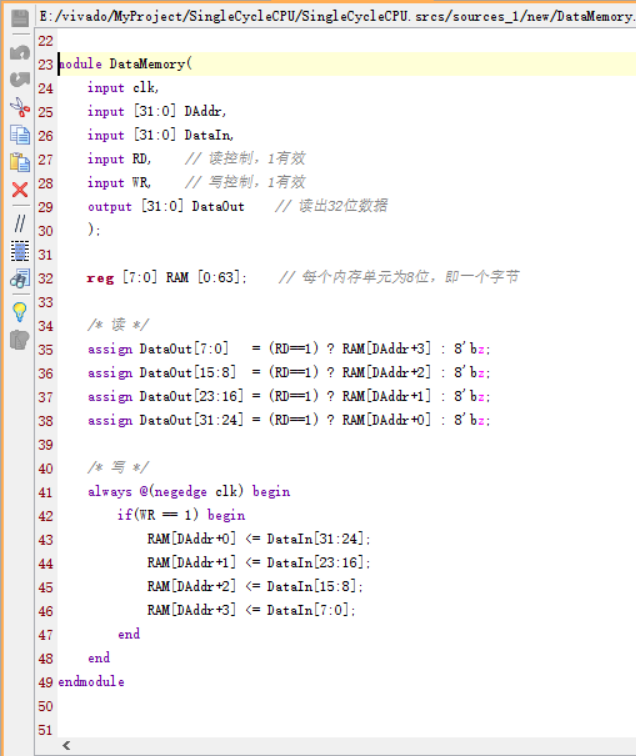 E:/vivado/MyProject/SingleCycleCPU/SingleCycleCPU.srcs/sources_1/new/DataMemory.
22
23 module DataMemory(
24 input clk,
25 input [31:0] DAddr,
26 input [31:0] DataIn,
27 input RD, // 读控制，1有效
28 input WR, // 写控制，1有效
29 output [31:0] DataOut // 读出32位数据
30 );
31
32 reg [7:0] RAM [0:63]; // 每个内存单元为8位，即一个字节
33
34 /* 读 */
35 assign DataOut[7:0] = (RD==1) ? RAM[DAddr+3] : 8'bz;
36 assign DataOut[15:8] = (RD==1) ? RAM[DAddr+2] : 8'bz;
37 assign DataOut[23:16] = (RD==1) ? RAM[DAddr+1] : 8'bz;
38 assign DataOut[31:24] = (RD==1) ? RAM[DAddr+0] : 8'bz;
39
40 /* 写 */
41 always @(negedge clk) begin
42 if(WR == 1) begin
43 RAM[DAddr+0] <= DataIn[31:24];
44 RAM[DAddr+1] <= DataIn[23:16];
45 RAM[DAddr+2] <= DataIn[15:8];
46 RAM[DAddr+3] <= DataIn[7:0];
47 end
48 end
49 endmodule
50
51